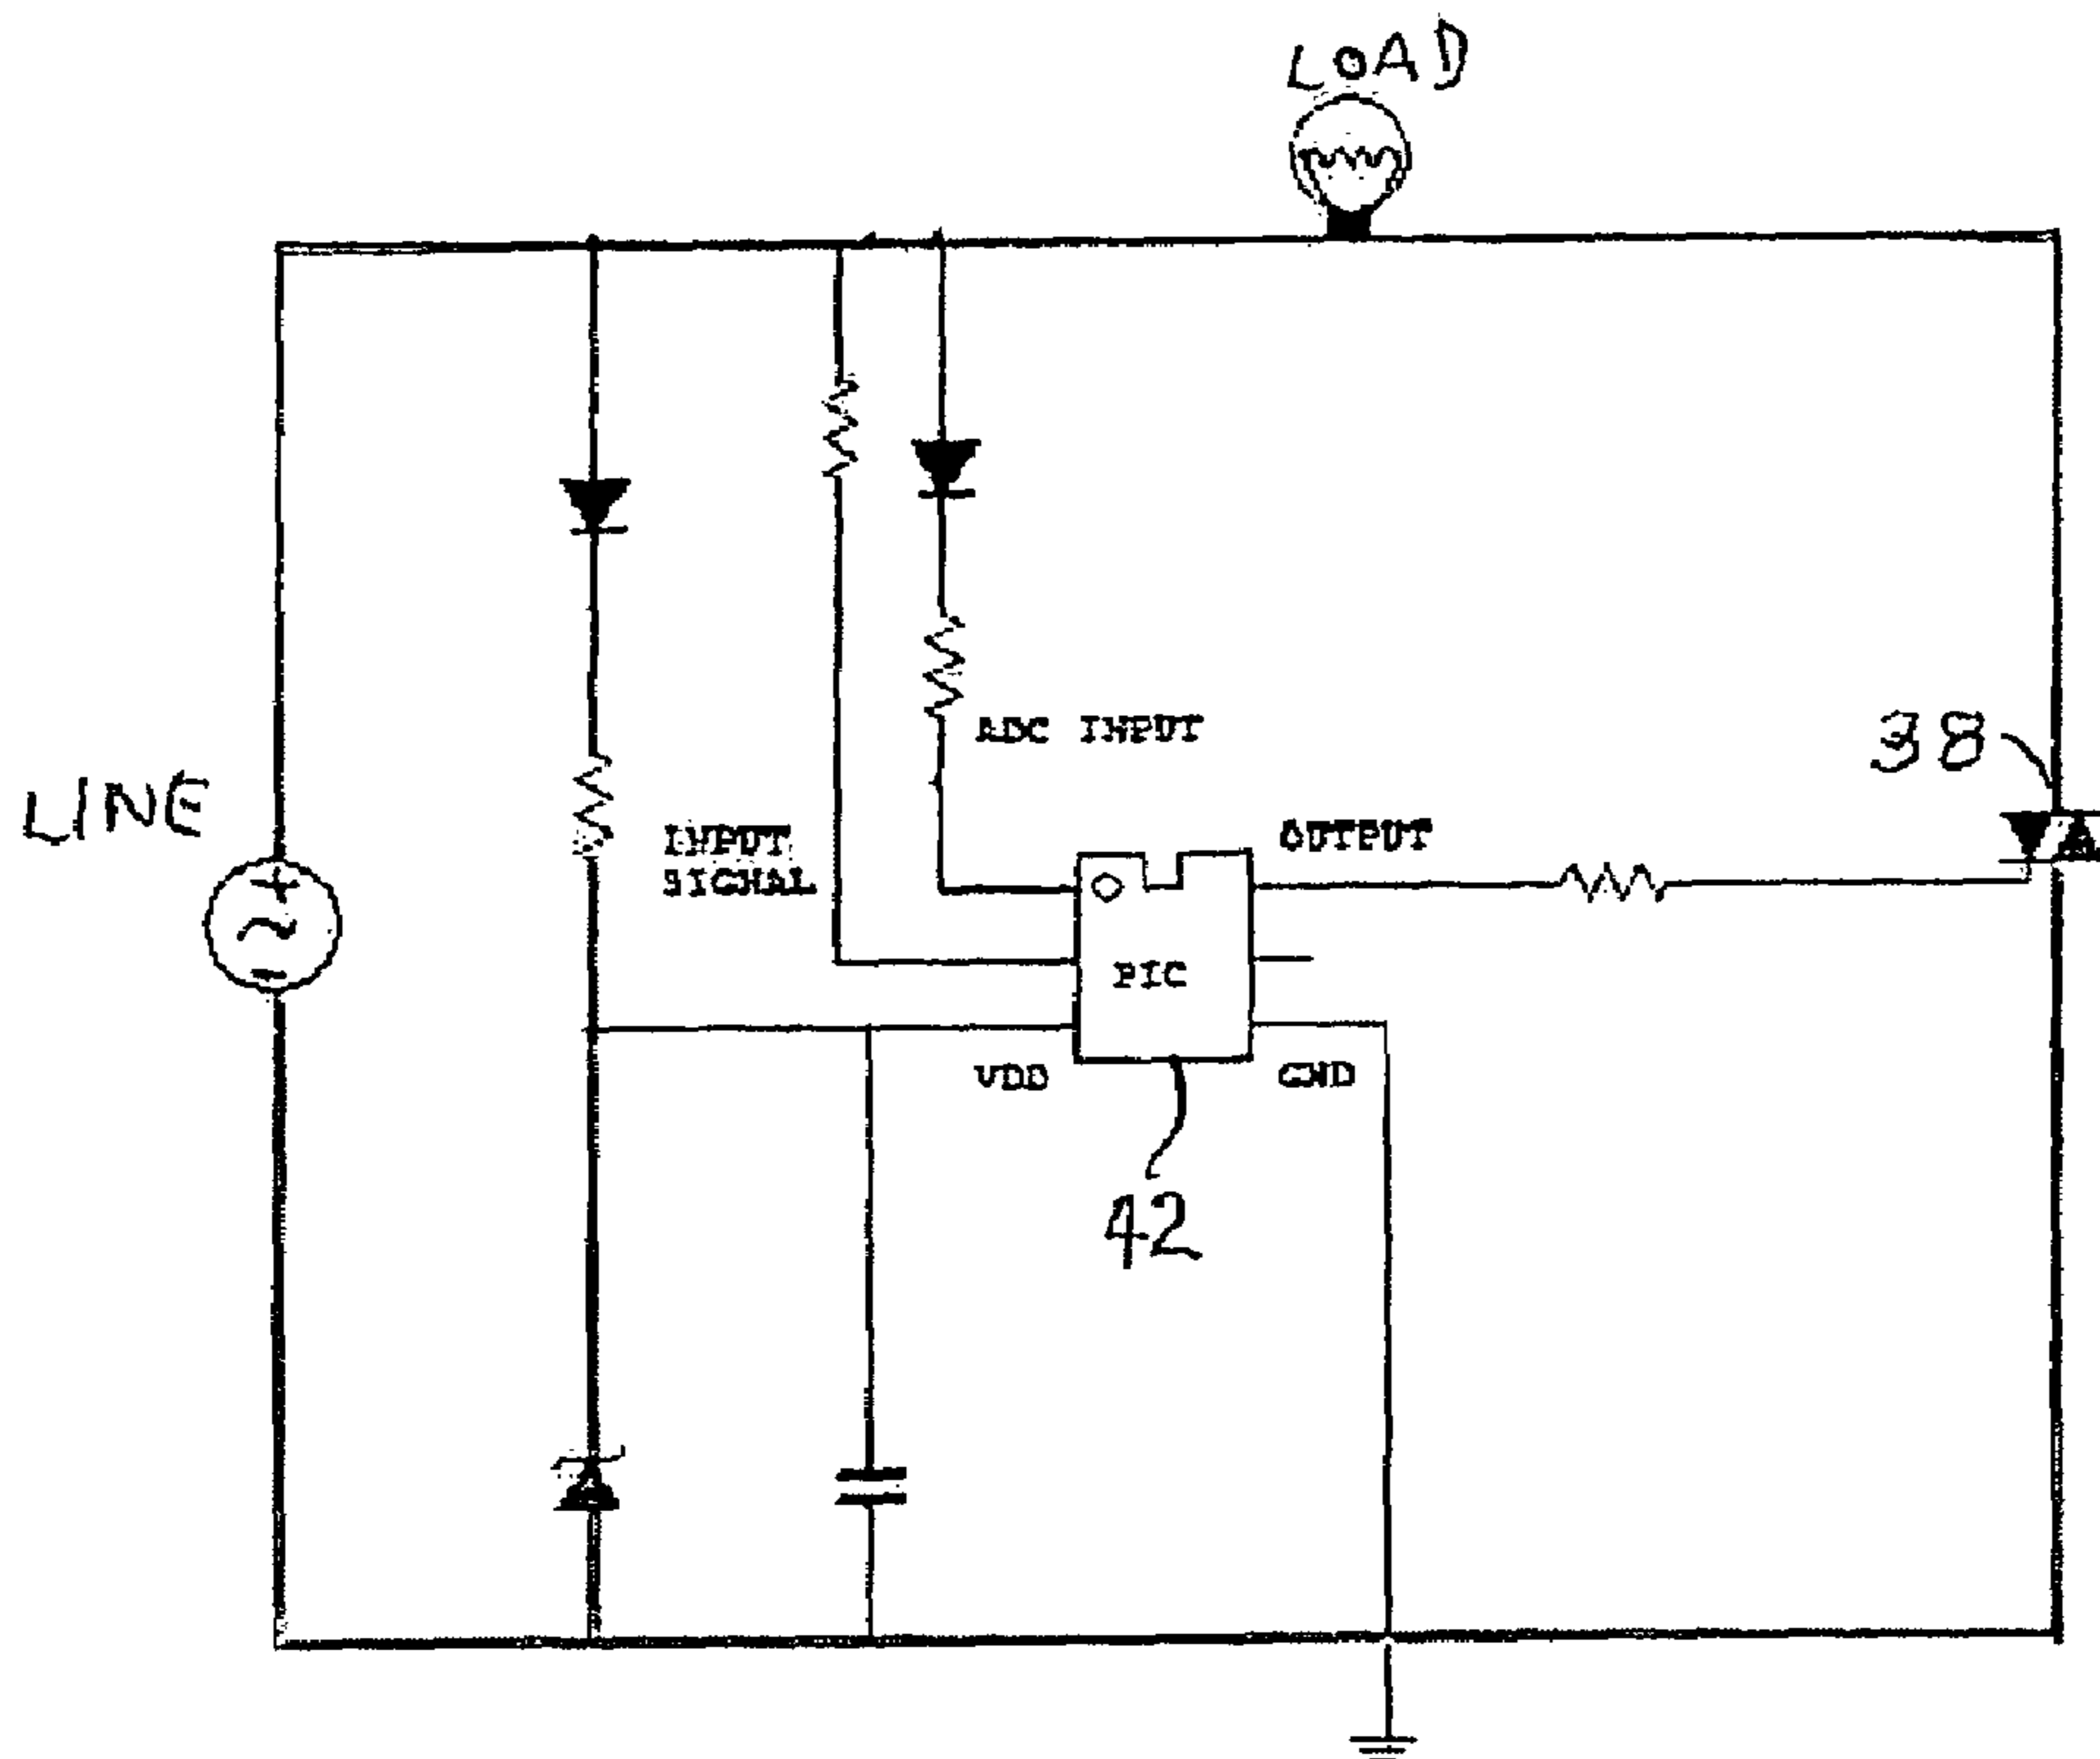 LOAD
ADC INPUT
38
LINE
INPUT
SIGNAL
OUTPUT
PIC
VDD
GND
42